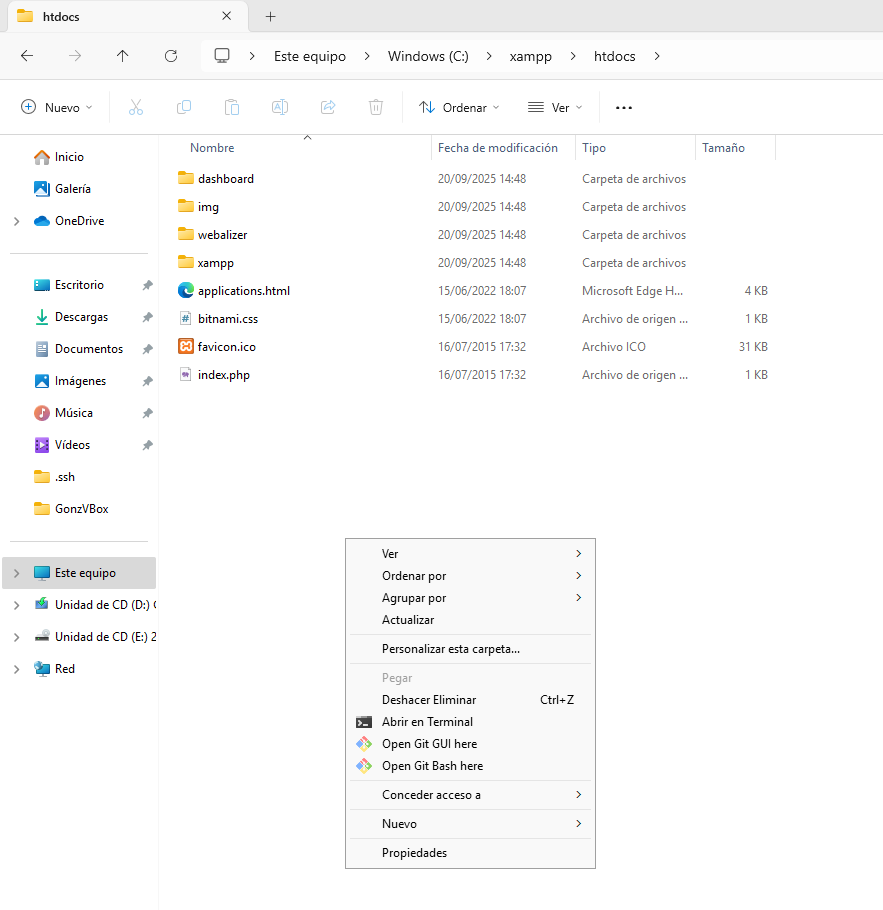 htdocs
Este equipo > Windows (C:) > xampp > htdocs >
Nuevo
Ordenar
Ver
Nombre Fecha de modificación Tipo Tamaño
Inicio
Galería
OneDrive
Escritorio
Descargas
Documentos
Imágenes
Música
Vídeos
.ssh
GonzVBox
Este equipo
Unidad de CD (D:)
Unidad de CD (E:) 2
Red
dashboard 20/09/2025 14:48 Carpeta de archivos
img 20/09/2025 14:48 Carpeta de archivos
webalizer 20/09/2025 14:48 Carpeta de archivos
xampp 20/09/2025 14:48 Carpeta de archivos
applications.html 15/06/2022 18:07 Microsoft Edge H... 4 KB
bitnami.css 15/06/2022 18:07 Archivo de origen ... 1 KB
favicon.ico 16/07/2015 17:32 Archivo ICO 31 KB
index.php 16/07/2015 17:32 Archivo de origen ... 1 KB
Ver
Ordenar por
Agrupar por
Actualizar
Personalizar esta carpeta...
Pegar
Deshacer Eliminar Ctrl+Z
Abrir en Terminal
Open Git GUI here
Open Git Bash here
Conceder acceso a
Nuevo
Propiedades